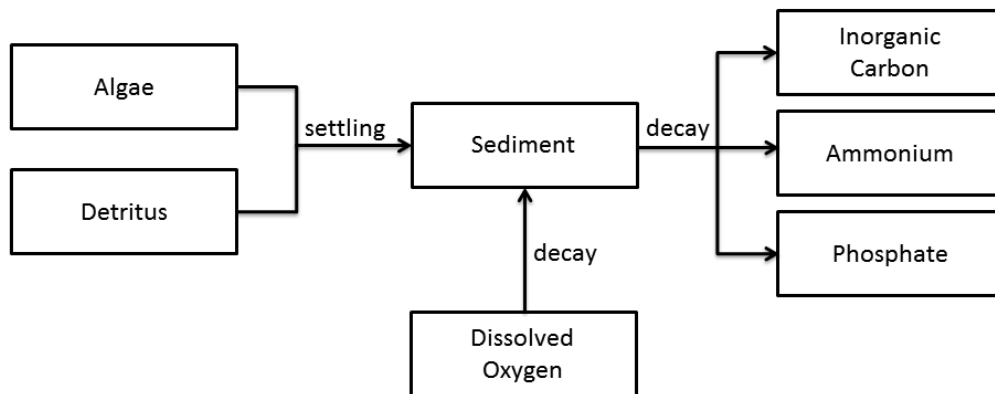 Algae
Detritus
settling
Sediment
decay
Inorganic
Carbon
Ammonium
Phosphate
decay
Dissolved
Oxygen